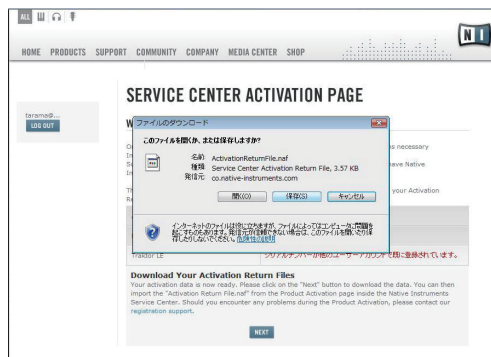 ALL
NI
HOME PRODUCTS SUPPORT COMMUNITY COMPANY MEDIA CENTER SHOP
SERVICE CENTER ACTIVATION PAGE
tarama@...
LOG OUT
ファイルのダウンロード
このファイルを開くか、または保存しますか?
名前: ActivationReturnFile.naf
種類: Service Center Activation Return File, 3.57 KB
発信元: co.native-instruments.com
開く(O) 保存(S) キャンセル
インターネットのファイルは役に立ちますが、ファイルによってはコンピュータに問題を
起こすものもあります。発信元が信頼できない場合は、このファイルを開いたり保
存したりしないでください。危険性の説明
s necessary
ave Native
your Activation
Traktor LE シリアルナンバーが他のユーザーアカウントで既に登録されています。
Download Your Activation Return Files
Your activation data is now ready. Please click on the "Next" button to download the data. You can then
import the "Activation Return File.naf" from the Product Activation page inside the Native Instruments
Service Center. Should you encounter any problems during the Product Activation, please contact our
registration support.
NEXT